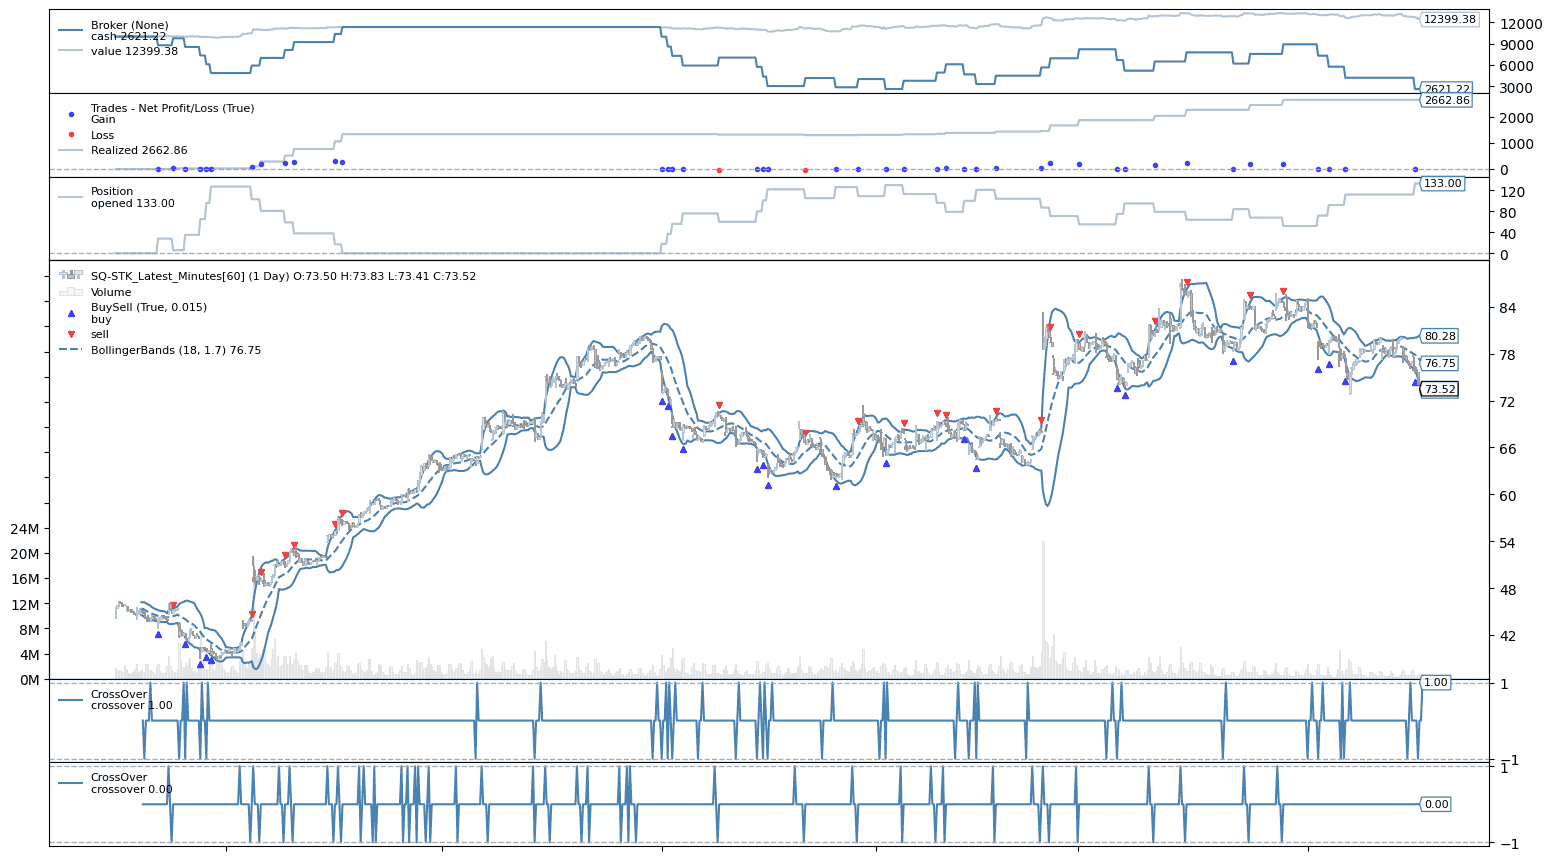 Broker (None)
cash 2621.22
value 12399.38
12399.38
12000
9000
6000
3000
2621.22
Trades - Net Profit/Loss (True)
Gain
Loss
Realized 2662.86
2662.86
2000
1000
0
Position
opened 133.00
133.00
120
80
40
0
SQ-STK_Latest_Minutes[60] (1 Day) O:73.50 H:73.83 L:73.41 C:73.52
Volume
BuySell (True, 0.015)
buy
sell
BollingerBands (18, 1.7) 76.75
84
80.28
78
76.75
73.52
72
66
60
54
48
42
24M
20M
16M
12M
8M
4M
0M
CrossOver
crossover 1.00
1.00
1
−1
CrossOver
crossover 0.00
1
0.00
−1